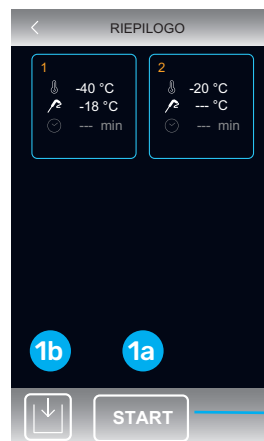 RIEPILOGO
1
-40 °C
-18 °C
--- min
2
-20 °C
--- °C
--- min
1b
1a
START